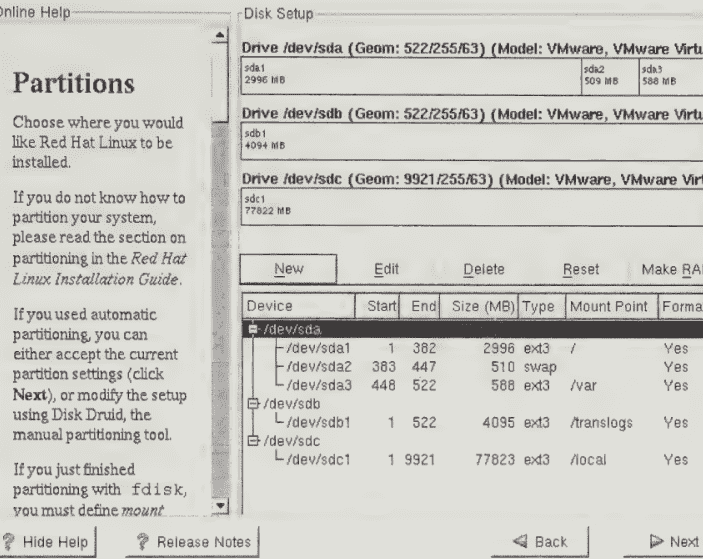 Online Help
Partitions
Choose where you would
like Red Hat Linux to be
installed.
If you do not know how to
partition your system,
please read the section on
partitioning in the Red Hat
Linux Installation Guide.
If you used automatic
partitioning, you can
either accept the current
partition settings (click
Next), or modify the setup
using Disk Druid, the
manual partitioning tool.
If you just finished
partitioning with fdisk,
you must define mount
Disk Setup
Drive /dev/sda (Geom: 522/255/63) (Model: VMware, VMware Virtu
sda1 sda2 sda3
2996 MB 509 MB 588 MB
Drive /dev/sdb (Geom: 522/255/63) (Model: VMware, VMware Virtu
sdb1
4094 MB
Drive /dev/sdc (Geom: 9921/255/63) (Model: VMware, VMware Virt
sdc1
77822 MB
New Edit Delete Reset Make RAI
Device Start End Size (MB) Type Mount Point Forma
/dev/sda
/dev/sda1 1 382 2996 ext3 / Yes
/dev/sda2 383 447 510 swap Yes
/dev/sda3 448 522 588 ext3 /var Yes
/dev/sdb
/dev/sdb1 1 522 4095 ext3 /translogs Yes
/dev/sdc
/dev/sdc1 1 9921 77823 ext3 /local Yes
Hide Help Release Notes Back Next